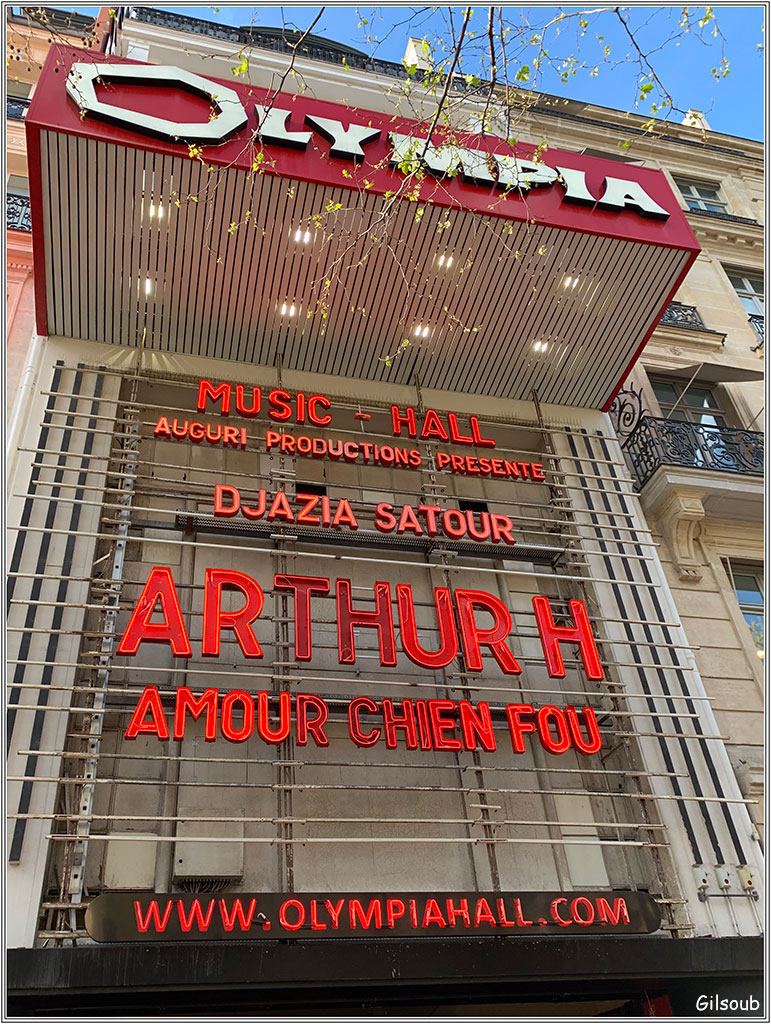 OLYMPIA
MUSIC - HALL
AUGURI PRODUCTIONS PRESENTE
DJAZIA SATOUR
ARTHUR H
AMOUR CHIEN FOU
WWW.OLYMPIAHALL.COM
Gilsoub